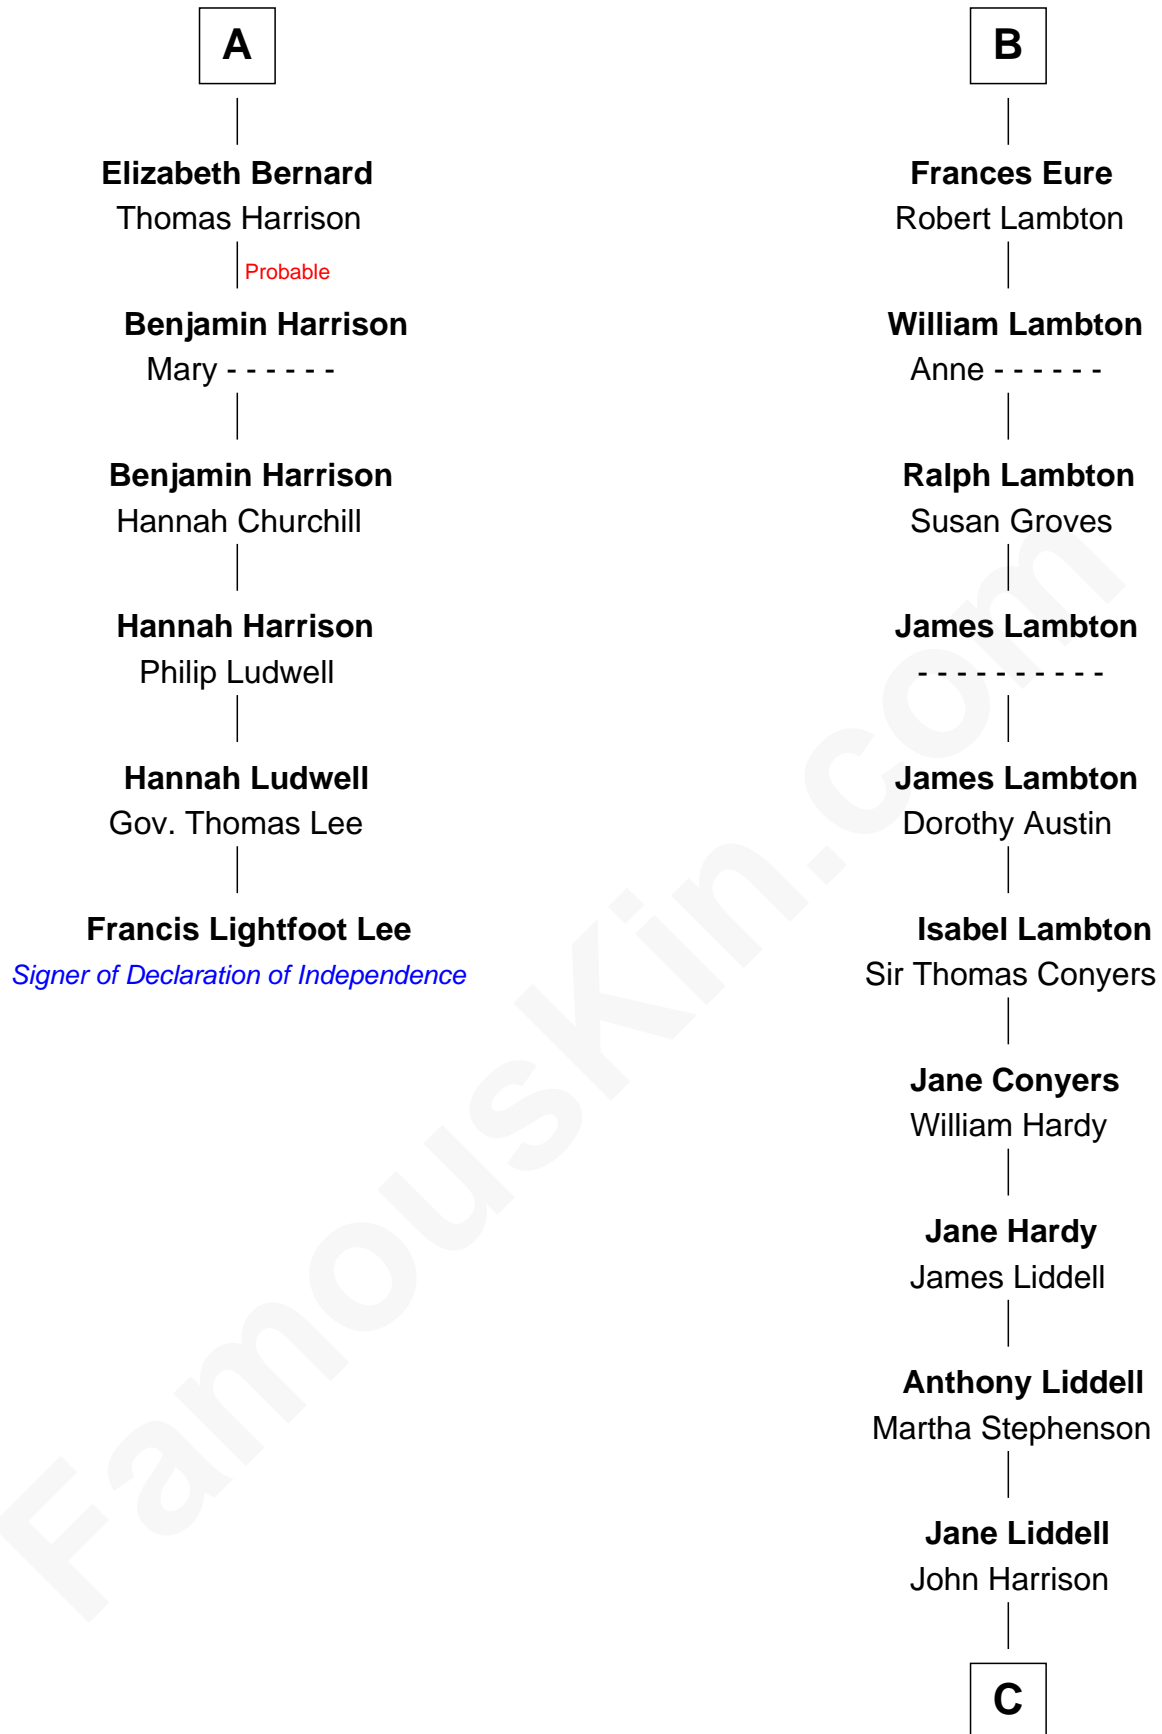 A
Elizabeth Bernard
Thomas Harrison
Probable
Benjamin Harrison
Mary - - - - - -
Benjamin Harrison
Hannah Churchill
Hannah Harrison
Philip Ludwell
Hannah Ludwell
Gov. Thomas Lee
Francis Lightfoot Lee
Signer of Declaration of Independence
B
Frances Eure
Robert Lambton
William Lambton
Anne - - - - - -
Ralph Lambton
Susan Groves
James Lambton
- - - - - - - - - -
James Lambton
Dorothy Austin
Isabel Lambton
Sir Thomas Conyers
Jane Conyers
William Hardy
Jane Hardy
James Liddell
Anthony Liddell
Martha Stephenson
Jane Liddell
John Harrison
C
FamousKin.com